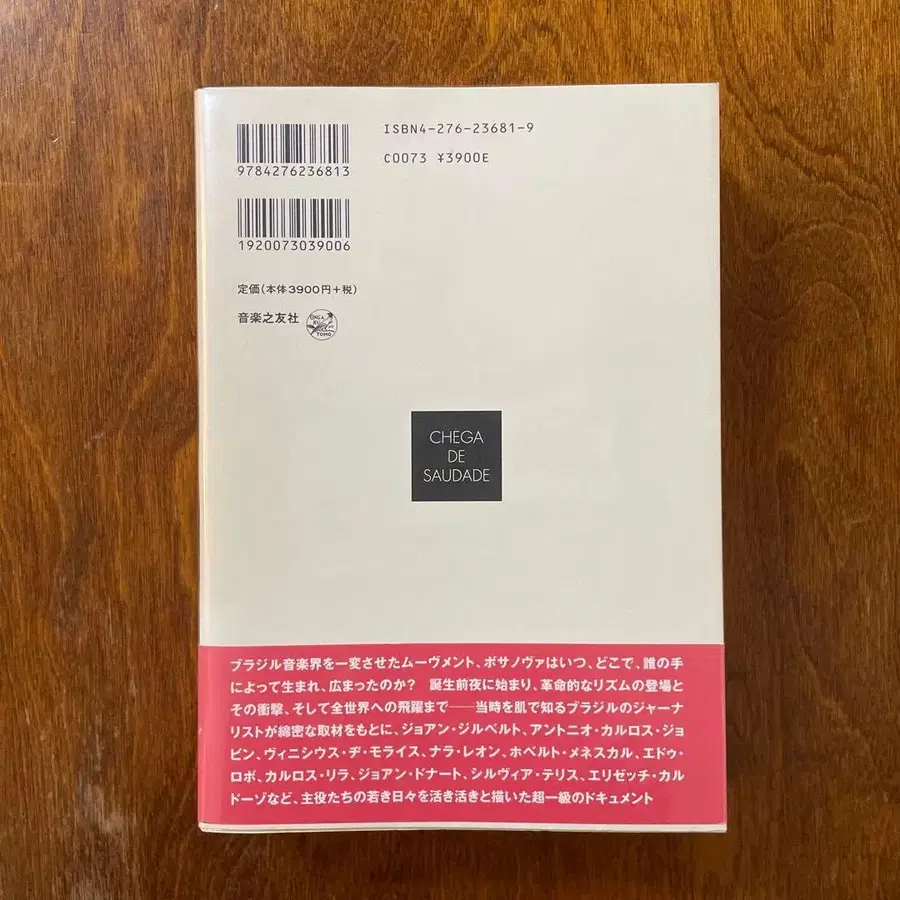 ISBN4-276-23681-9
C0073 ¥3900E
9784276236813
1920073039006
定価(本体3900円+税)
音楽之友社
TOMO
CHEGA
DE
SAUDADE
ブラジル音楽界を一変させたムーヴメント、ボサノヴァはいつ、どこで、誰の手
によって生まれ、広まったのか? 誕生前夜に始まり、革命的なリズムの登場と
その衝撃、そして全世界への飛躍まで──当時を肌で知るブラジルのジャーナ
リストが綿密な取材をもとに、ジョアン・ジルベルト、アントニオ・カルロス・ジョ
ビン、ヴィニシウス・ヂ・モライス、ナラ・レオン、ホベルト・メネスカル、エドゥ・
ロボ、カルロス・リラ、ジョアン・ドナート、シルヴィア・テリス、エリゼッチ・カル
ドーゾなど、主役たちの若き日々を活き活きと描いた超一級のドキュメント